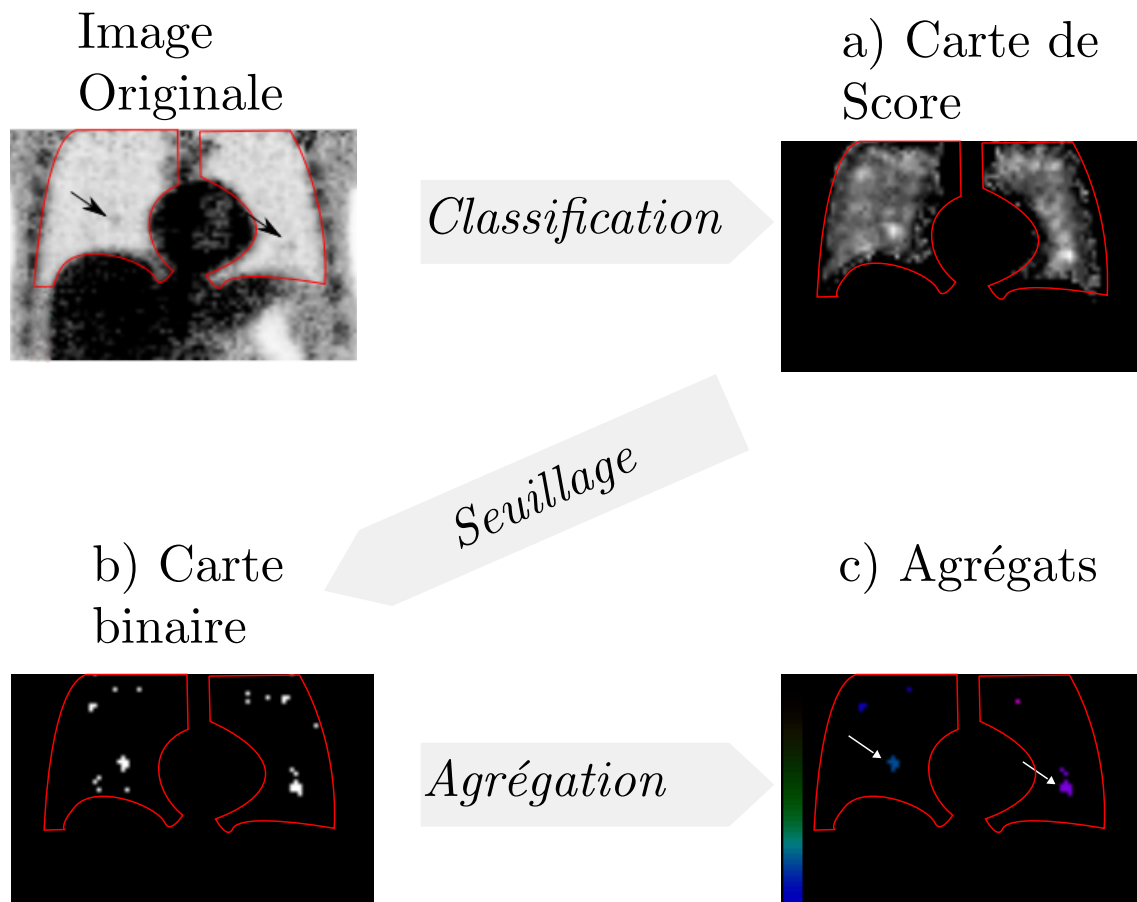 Image
Originale
a) Carte de
Score
Classification
Seuillage
b) Carte
binaire
c) Agrégats
Agrégation